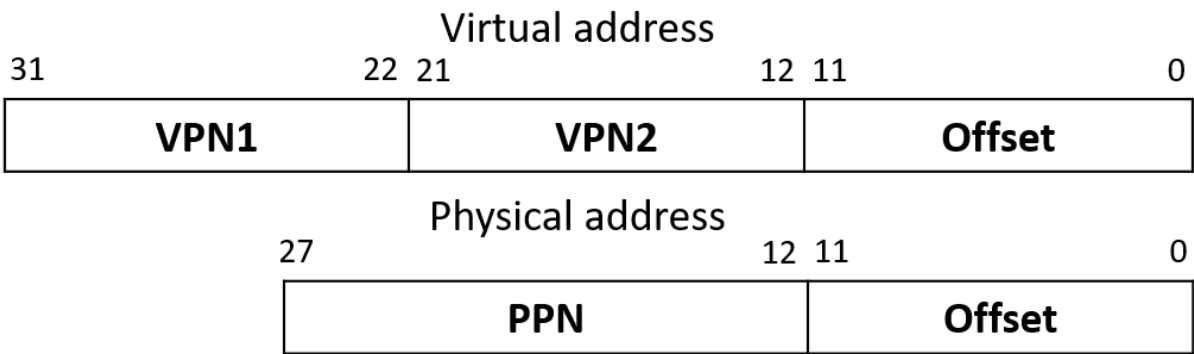 Virtual address
31 22 21 12 11 0
VPN1 VPN2 Offset
Physical address
27 12 11 0
PPN Offset